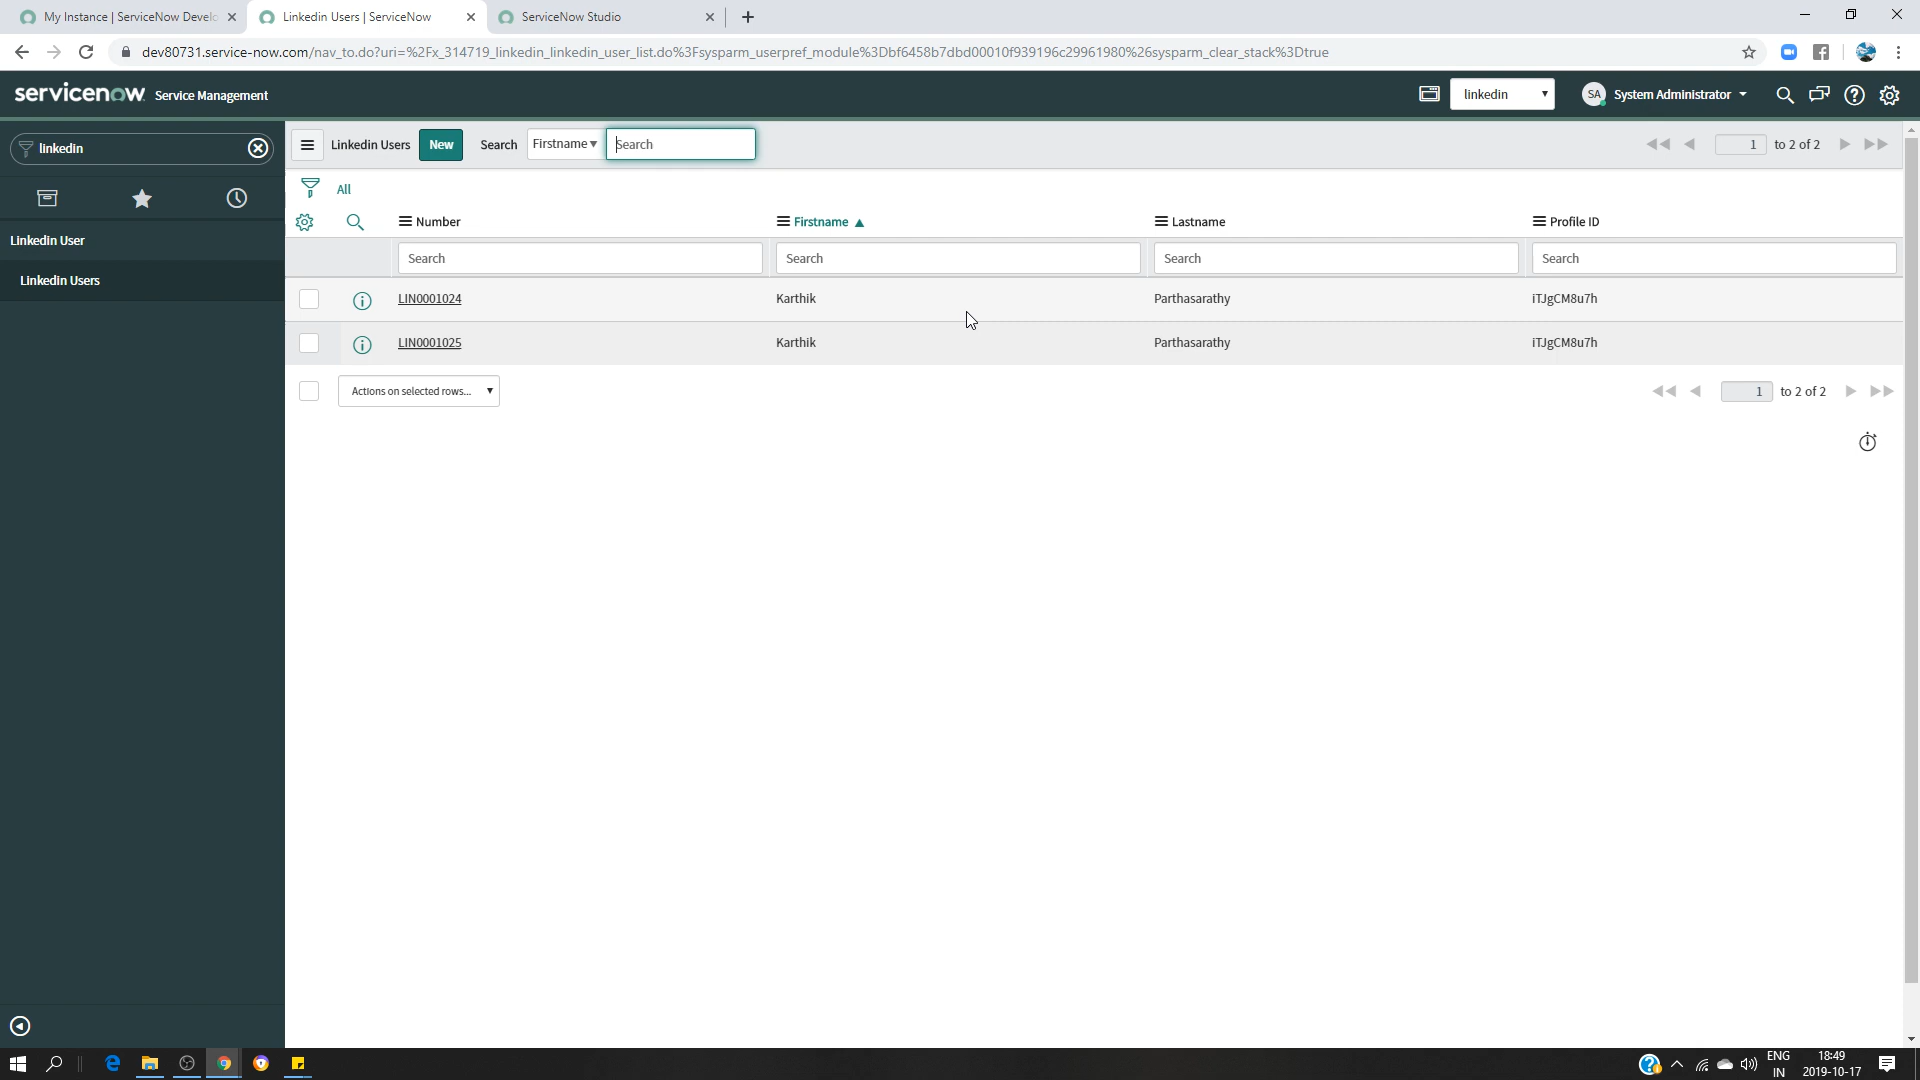 My Instance | ServiceNow Develo
Linkedin Users | ServiceNow
ServiceNow Studio
dev80731.service-now.com/nav_to.do?uri=%2Fx_314719_linkedin_linkedin_user_list.do%3Fsysparm_userpref_module%3Dbf6458b7dbd00010f939196c29961980%26sysparm_clear_stack%3Dtrue
servicenow Service Management
linkedin
SA System Administrator
linkedin
Linkedin Users New Search Firstname Search
1 to 2 of 2
All
Number Firstname Lastname Profile ID
Search Search Search Search
Linkedin User
Linkedin Users
LIN0001024 Karthik Parthasarathy iTJgCM8u7h
LIN0001025 Karthik Parthasarathy iTJgCM8u7h
Actions on selected rows...
1 to 2 of 2
ENG
IN
18:49
2019-10-17